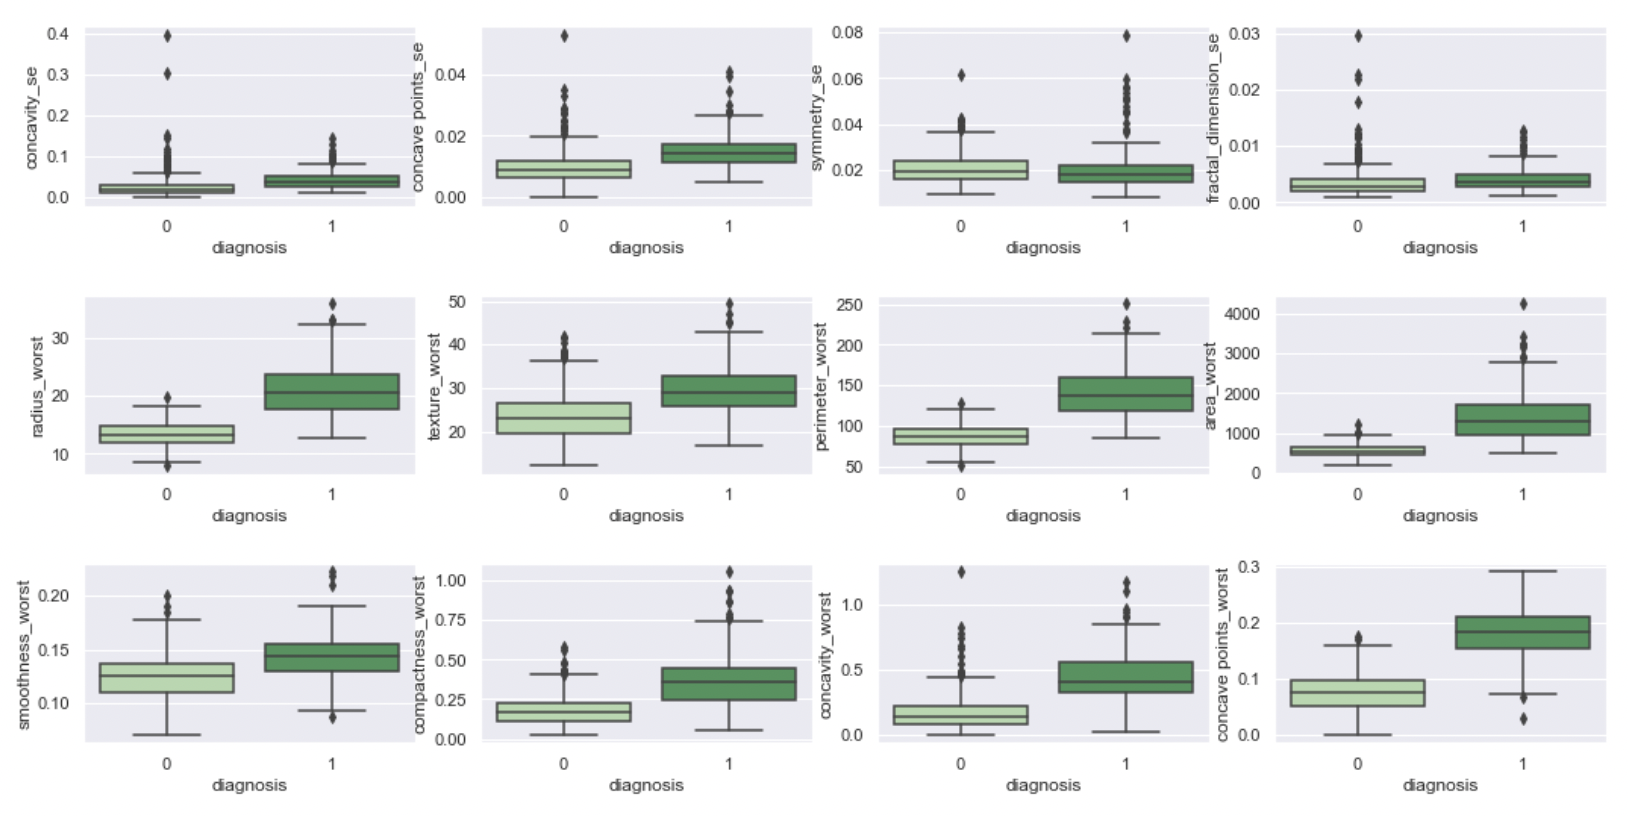 concavity_se
0.4
0.3
0.2
0.1
0.0
0 1
diagnosis
concave points_se
0.04
0.02
0.00
0 1
diagnosis
symmetry_se
0.08
0.06
0.04
0.02
0 1
diagnosis
fractal_dimension_se
0.03
0.02
0.01
0.00
0 1
diagnosis
radius_worst
30
20
10
0 1
diagnosis
texture_worst
50
40
30
20
0 1
diagnosis
perimeter_worst
250
200
150
100
50
0 1
diagnosis
area_worst
4000
3000
2000
1000
0
0 1
diagnosis
smoothness_worst
0.20
0.15
0.10
0 1
diagnosis
compactness_worst
1.00
0.75
0.50
0.25
0.00
0 1
diagnosis
concavity_worst
1.0
0.5
0.0
0 1
diagnosis
concave points_worst
0.3
0.2
0.1
0.0
0 1
diagnosis